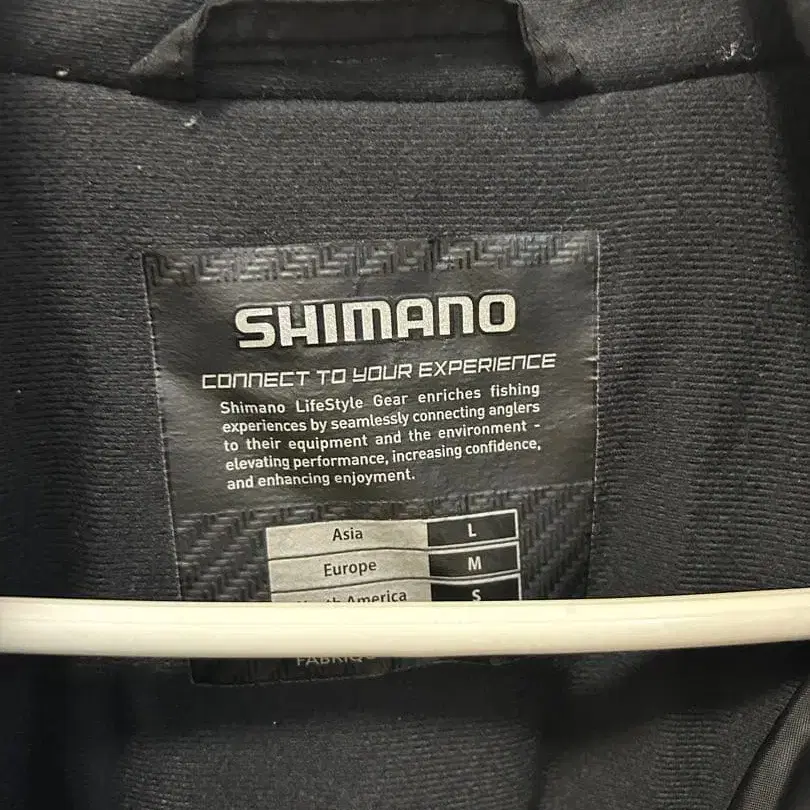 SHIMANO
CONNECT TO YOUR EXPERIENCE
Shimano LifeStyle Gear enriches fishing
experiences by seamlessly connecting anglers
to their equipment and the environment -
elevating performance, increasing confidence,
and enhancing enjoyment.
Asia L
Europe M
America S